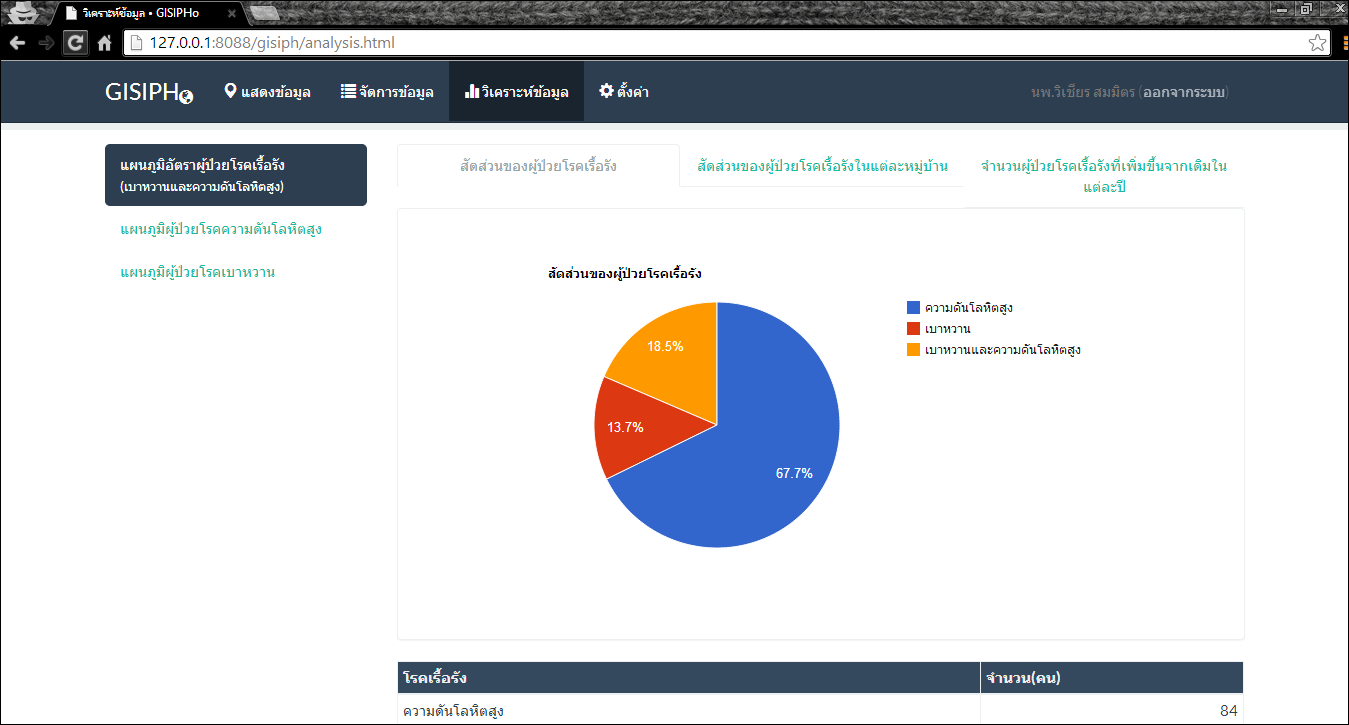 วิเคราะห์ข้อมูล • GISIPHo
127.0.0.1:8088/gisiph/analysis.html
GISIPH
แสดงข้อมูล
จัดการข้อมูล
วิเคราะห์ข้อมูล
ตั้งค่า
นพ.วิเชียร สมมิตร (ออกจากระบบ)
แผนภูมิอัตราผู้ป่วยโรคเรื้อรัง
(เบาหวานและความดันโลหิตสูง)
แผนภูมิผู้ป่วยโรคความดันโลหิตสูง
แผนภูมิผู้ป่วยโรคเบาหวาน
สัดส่วนของผู้ป่วยโรคเรื้อรัง
สัดส่วนของผู้ป่วยโรคเรื้อรังในแต่ละหมู่บ้าน
จำนวนผู้ป่วยโรคเรื้อรังที่เพิ่มขึ้นจากเดิมใน
แต่ละปี
สัดส่วนของผู้ป่วยโรคเรื้อรัง
ความดันโลหิตสูง
เบาหวาน
เบาหวานและความดันโลหิตสูง
18.5%
13.7%
67.7%
โรคเรื้อรัง จำนวน(คน)
ความดันโลหิตสูง 84